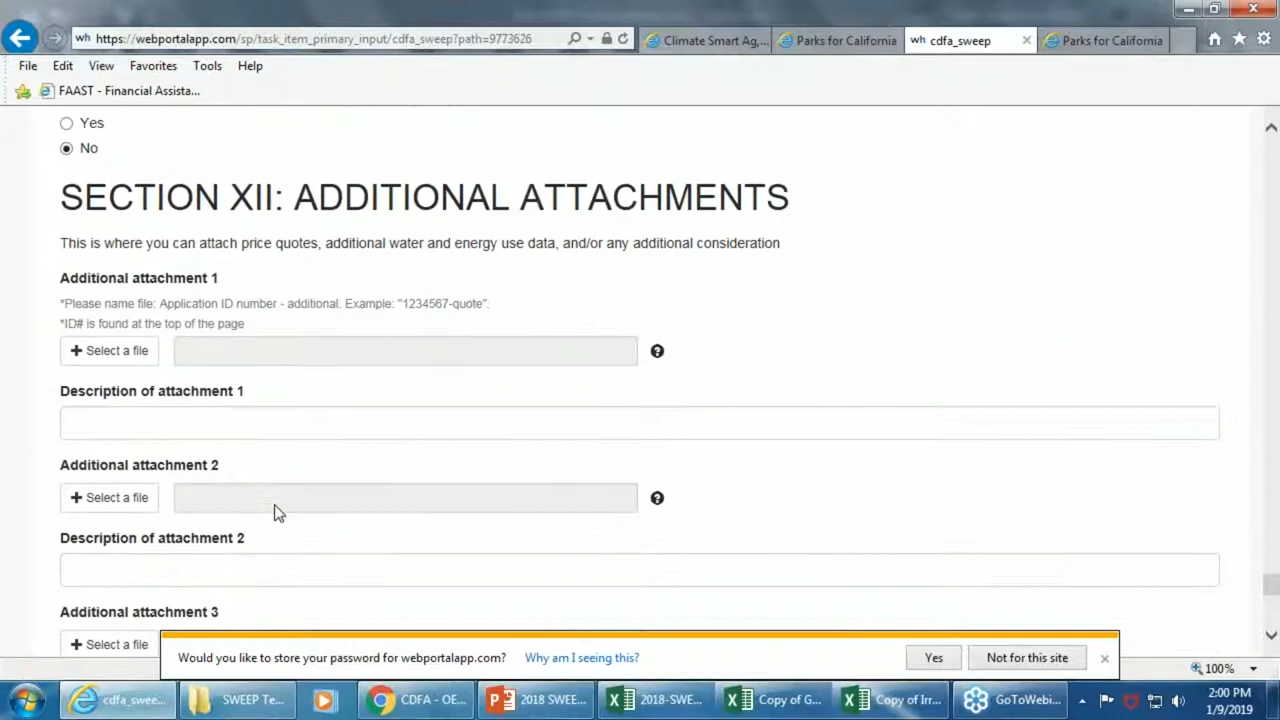 wh https://webportalapp.com/sp/task_item_primary_input/cdfa_sweep?path=9773626
Climate Smart Ag,...
Parks for California
wh cdfa_sweep
Parks for California
File Edit View Favorites Tools Help
FAAST - Financial Assista...
Yes
No
SECTION XII: ADDITIONAL ATTACHMENTS
This is where you can attach price quotes, additional water and energy use data, and/or any additional consideration
Additional attachment 1
*Please name file: Application ID number - additional. Example: "1234567-quote".
*ID# is found at the top of the page
Select a file
Description of attachment 1
Additional attachment 2
Select a file
Description of attachment 2
Additional attachment 3
Select a file
Would you like to store your password for webportalapp.com? Why am I seeing this? Yes Not for this site
100%
cdfa_swee...
SWEEP Te...
CDFA - OE...
2018 SWEE...
2018-SWE...
Copy of G...
Copy of Irr...
GoToWebi...
2:00 PM
1/9/2019